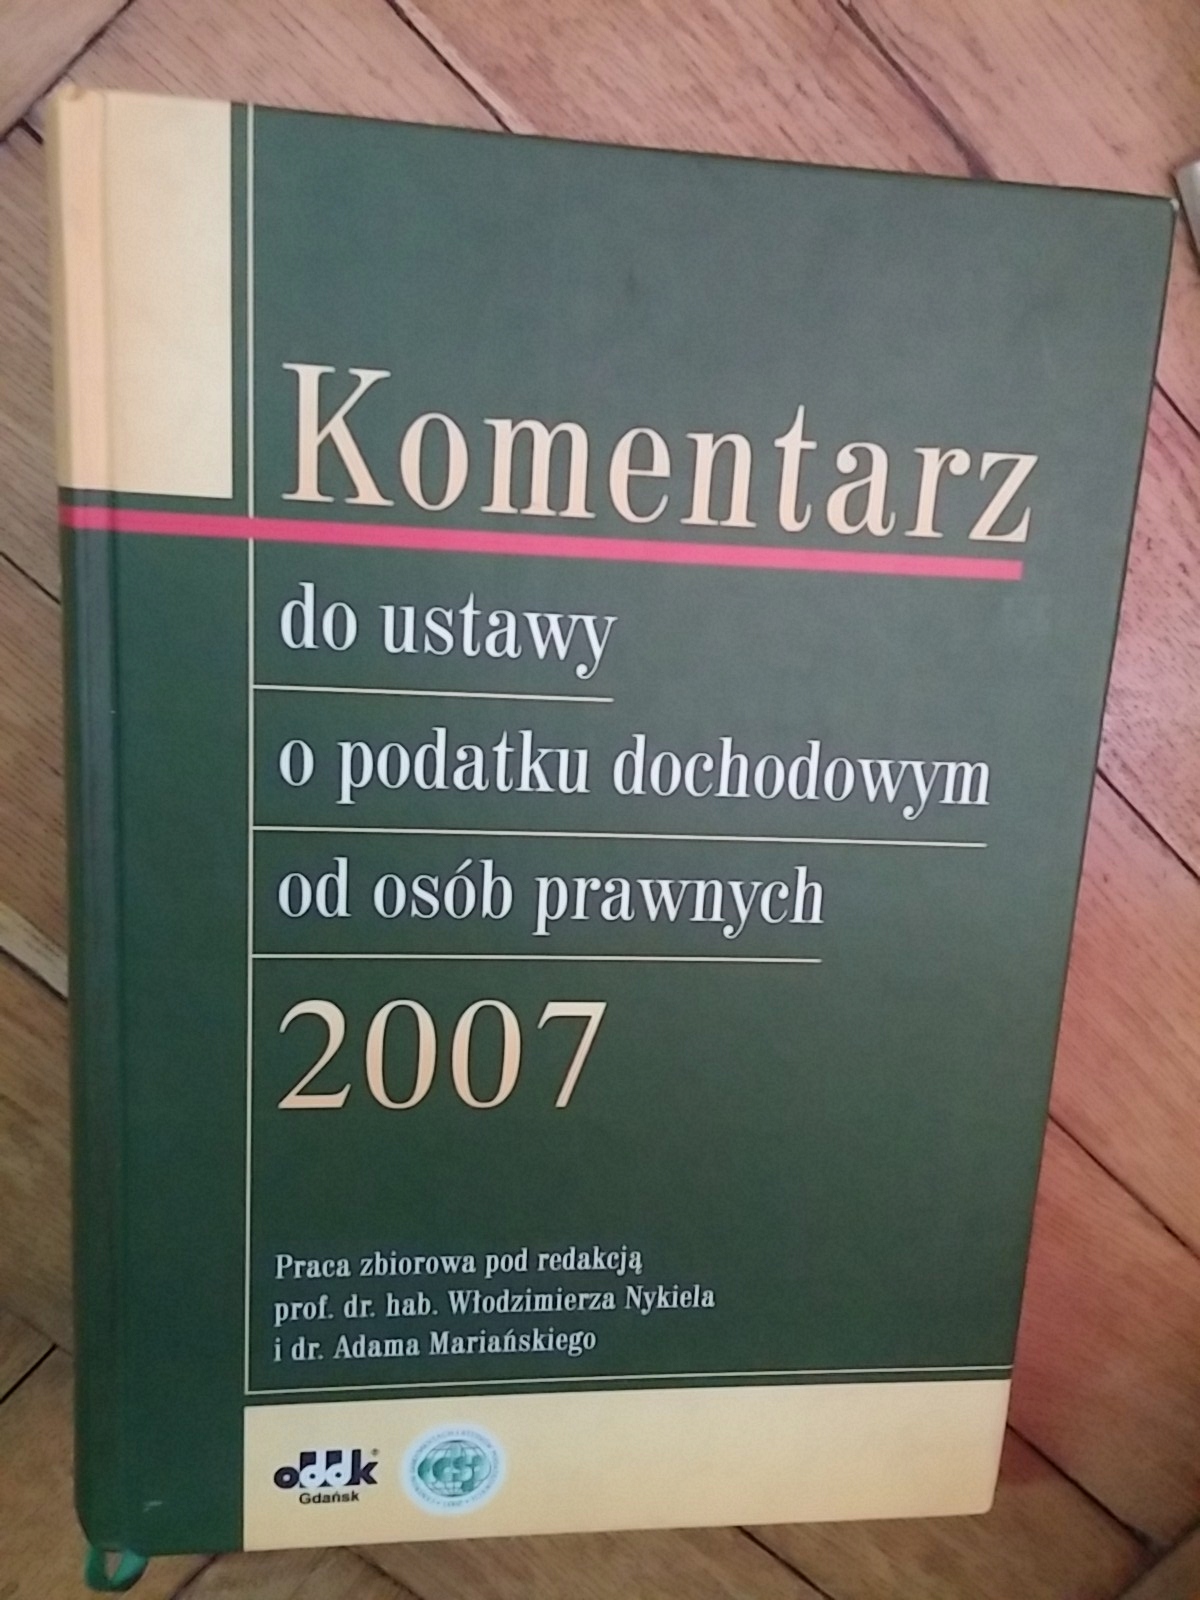 Komentarz
do ustawy
o podatku dochodowym
od osób prawnych
2007
Praca zbiorowa pod redakcją
prof. dr. hab. Włodzimierza Nykiela
i dr. Adama Mariańskiego
oddk®
Gdańsk